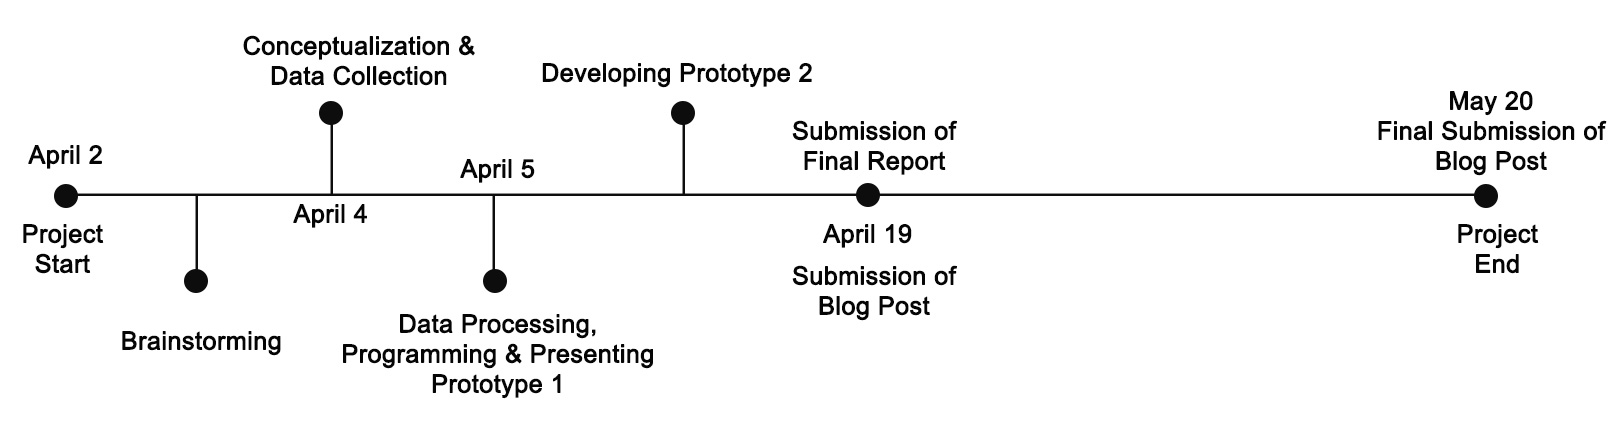 April 2
Project
Start
Brainstorming
Conceptualization &
Data Collection
April 4
April 5
Data Processing,
Programming & Presenting
Prototype 1
Developing Prototype 2
Submission of
Final Report
April 19
Submission of
Blog Post
May 20
Final Submission of
Blog Post
Project
End